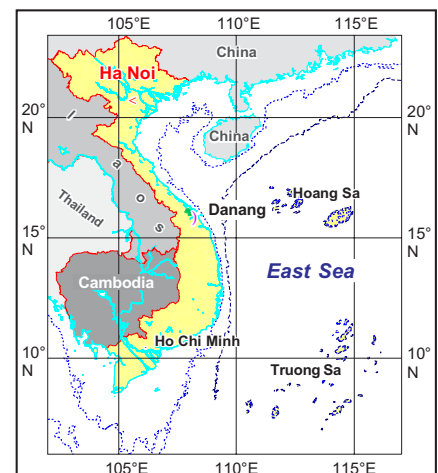 105°E 110°E 115°E
China
Ha Noi
20°
N
20°
N
China
l a o s
Thailand
Hoang Sa
Danang
15°
N
15°
N
East Sea
Cambodia
Ho Chi Minh
10°
N
10°
N
Truong Sa
105°E 110°E 115°E